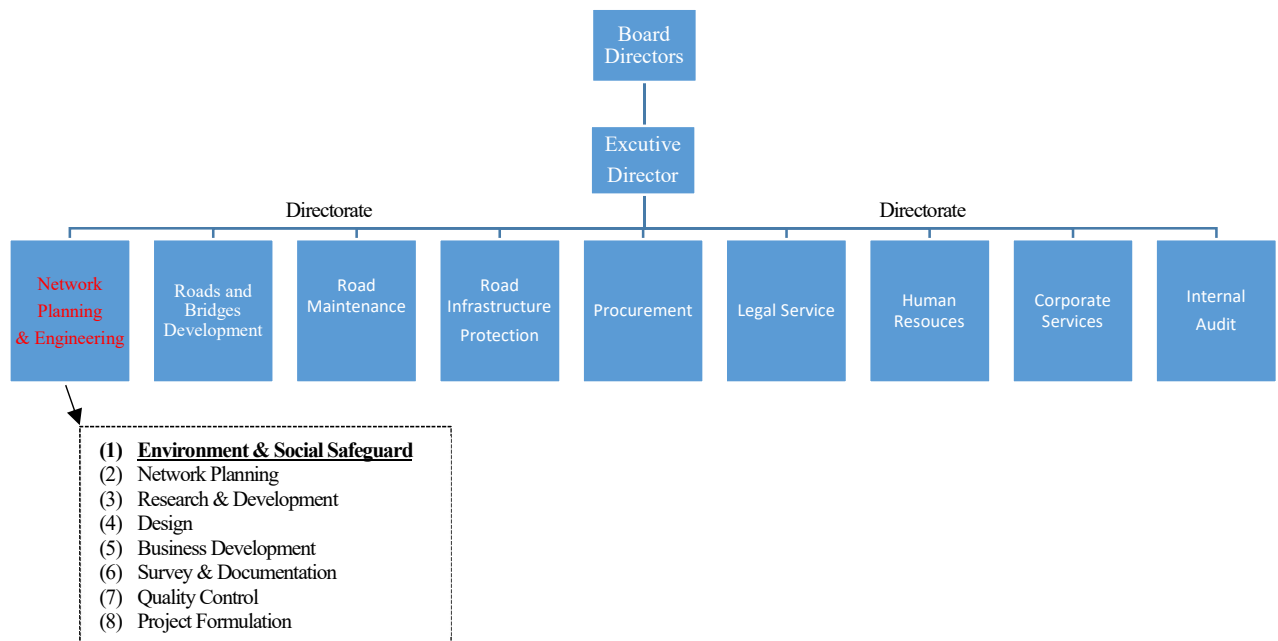 Board
Directors
Excutive
Director
Directorate
Directorate
Network
Planning
& Engineering
Roads and
Bridges
Development
Road
Maintenance
Road
Infrastructure
Protection
Procurement
Legal Service
Human
Resouces
Corporate
Services
Internal
Audit
(1) Environment & Social Safeguard
(2) Network Planning
(3) Research & Development
(4) Design
(5) Business Development
(6) Survey & Documentation
(7) Quality Control
(8) Project Formulation